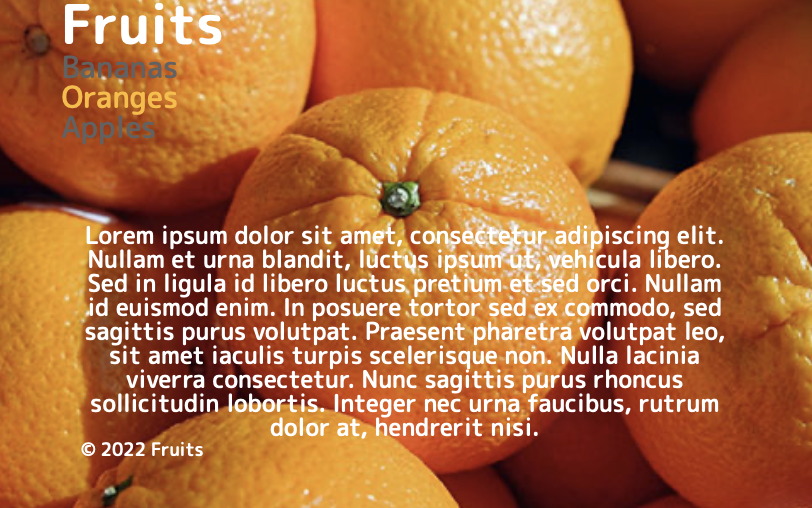 Fruits
Bananas
Oranges
Apples
Lorem ipsum dolor sit amet, consectetur adipiscing elit.
Nullam et urna blandit, luctus ipsum ut, vehicula libero.
Sed in ligula id libero luctus pretium et sed orci. Nullam
id euismod enim. In posuere tortor sed ex commodo, sed
sagittis purus volutpat. Praesent pharetra volutpat leo,
sit amet iaculis turpis scelerisque non. Nulla lacinia
viverra consectetur. Nunc sagittis purus rhoncus
sollicitudin lobortis. Integer nec urna faucibus, rutrum
dolor at, hendrerit nisi.
© 2022 Fruits